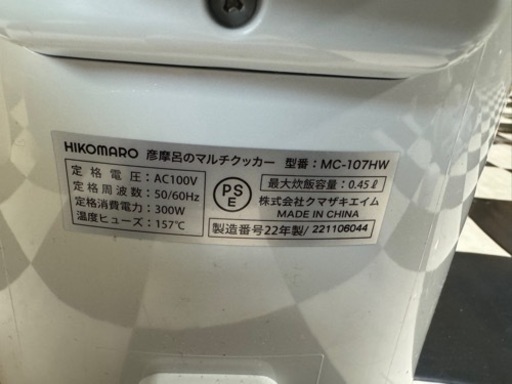 HIKOMARO 彦摩呂のマルチクッカー 型番：MC-107HW
定格電圧：AC100V
定格周波数：50/60Hz
定格消費電力：300W
温度ヒューズ：157℃
PSE
最大炊飯容量：0.45ℓ
株式会社クマザキエイム
MADE IN CHINA
製造番号22年製/221106044